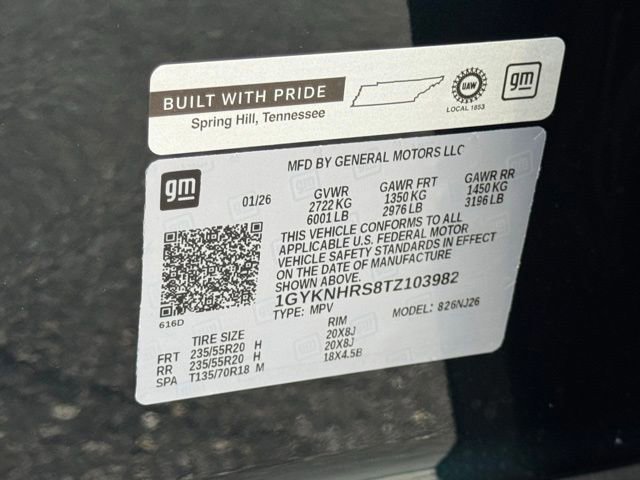 BUILT WITH PRIDE
Spring Hill, Tennessee
UAW
LOCAL 1853
gm
gm
MFD BY GENERAL MOTORS LLC
01/26
GVWR
2722 KG
6001 LB
GAWR FRT
1350 KG
2976 LB
GAWR RR
1450 KG
3196 LB
THIS VEHICLE CONFORMS TO ALL
APPLICABLE U.S. FEDERAL MOTOR
VEHICLE SAFETY STANDARDS IN EFFECT
ON THE DATE OF MANUFACTURE
SHOWN ABOVE.
1GYKNHRS8TZ103982
TYPE: MPV MODEL: 826NJ26
616D
TIRE SIZE RIM
FRT 235/55R20 H 20X8J
RR 235/55R20 H 20X8J
SPA T135/70R18 M 18X4.5B